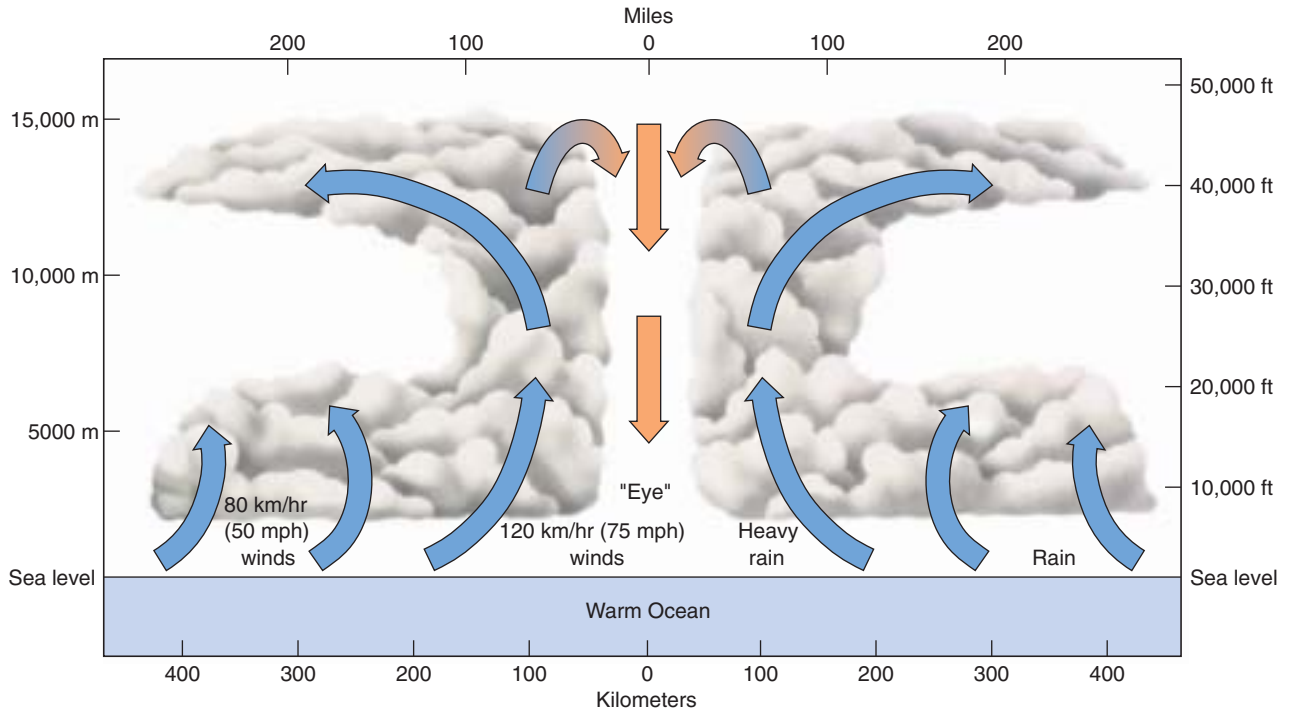 Miles
200 100 0 100 200
50,000 ft
15,000 m
40,000 ft
10,000 m
30,000 ft
20,000 ft
5000 m
"Eye"
10,000 ft
80 km/hr
(50 mph)
winds
120 km/hr (75 mph)
winds
Heavy
rain
Rain
Sea level
Sea level
Warm Ocean
400 300 200 100 0 100 200 300 400
Kilometers